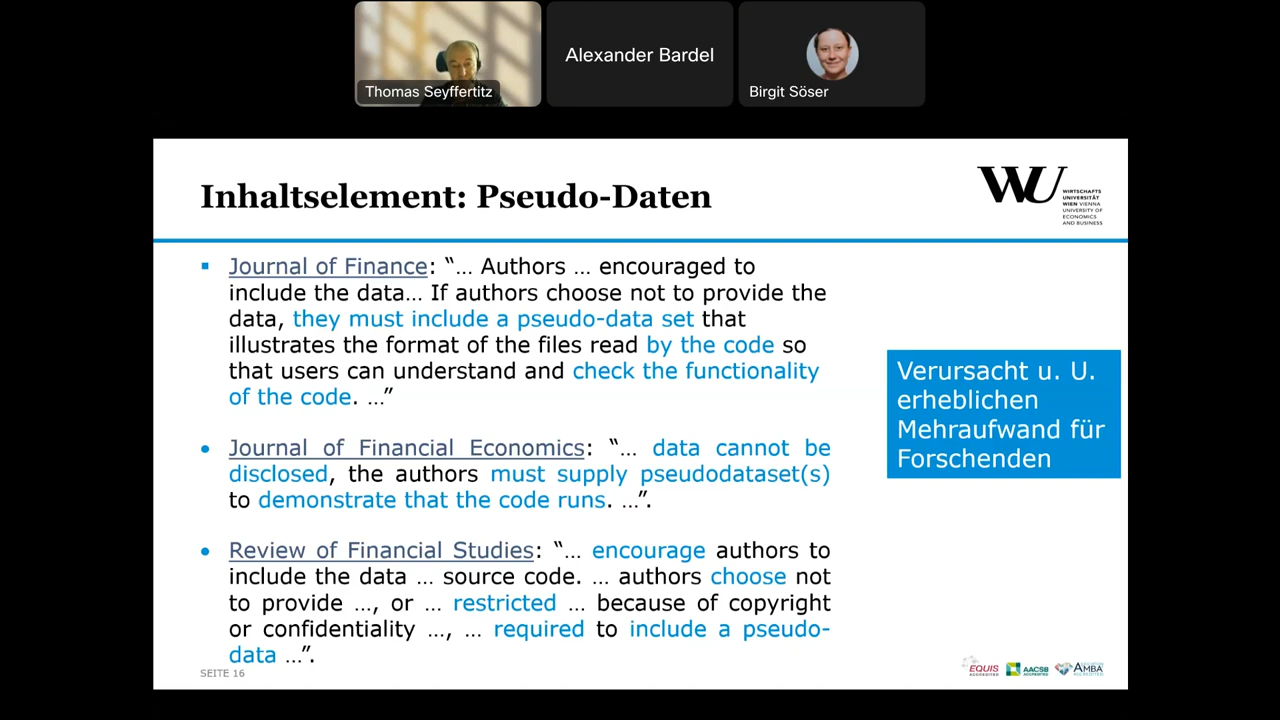 Thomas Seyffertitz
Alexander Bardel
Birgit Söser
Inhaltselement: Pseudo-Daten
WU
WIRTSCHAFTS
UNIVERSITÄT
WIEN VIENNA
UNIVERSITY OF
ECONOMICS
AND BUSINESS
▪ Journal of Finance: “… Authors … encouraged to
include the data… If authors choose not to provide the
data, they must include a pseudo-data set that
illustrates the format of the files read by the code so
that users can understand and check the functionality
of the code. …”
• Journal of Financial Economics: “… data cannot be
disclosed, the authors must supply pseudodataset(s)
to demonstrate that the code runs. …”.
• Review of Financial Studies: “… encourage authors to
include the data … source code. … authors choose not
to provide …, or … restricted … because of copyright
or confidentiality …, … required to include a pseudo-
data …”.
Verursacht u. U.
erheblichen
Mehraufwand für
Forschenden
SEITE 16
EQUIS
ACCREDITED
AACSB
ACCREDITED
AMBA
ACCREDITED